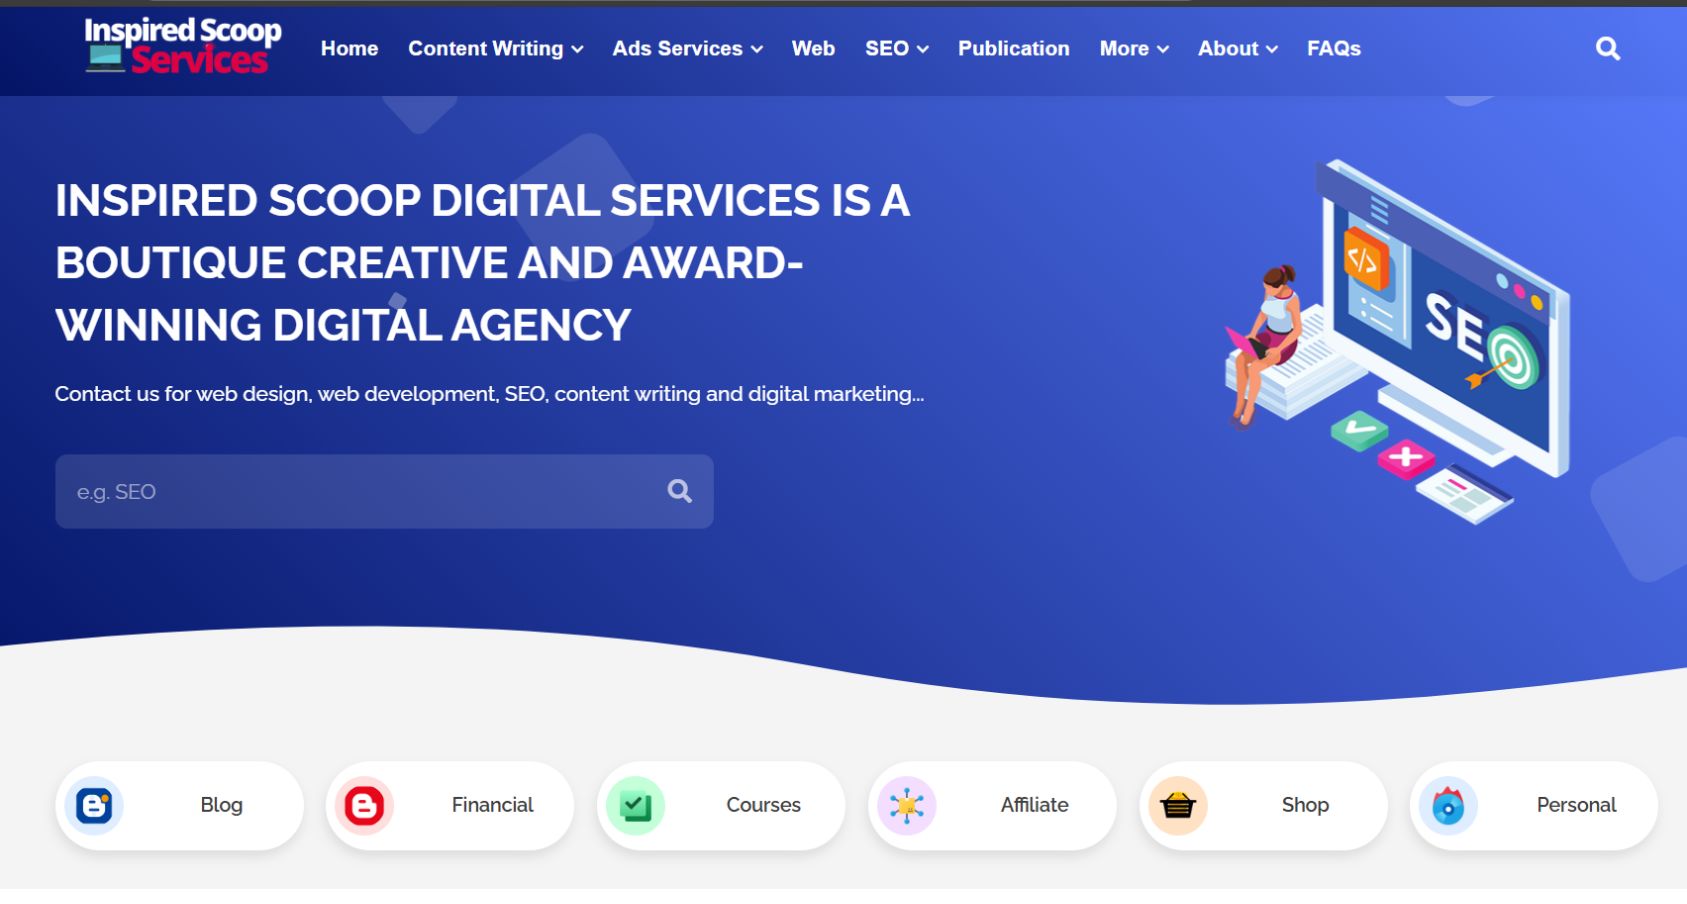 Inspired Scoop
Services
Home Content Writing Ads Services Web SEO Publication More About FAQs
INSPIRED SCOOP DIGITAL SERVICES IS A
BOUTIQUE CREATIVE AND AWARD-
WINNING DIGITAL AGENCY
Contact us for web design, web development, SEO, content writing and digital marketing...
e.g. SEO
</>
SEO
Blog Financial Courses Affiliate Shop Personal